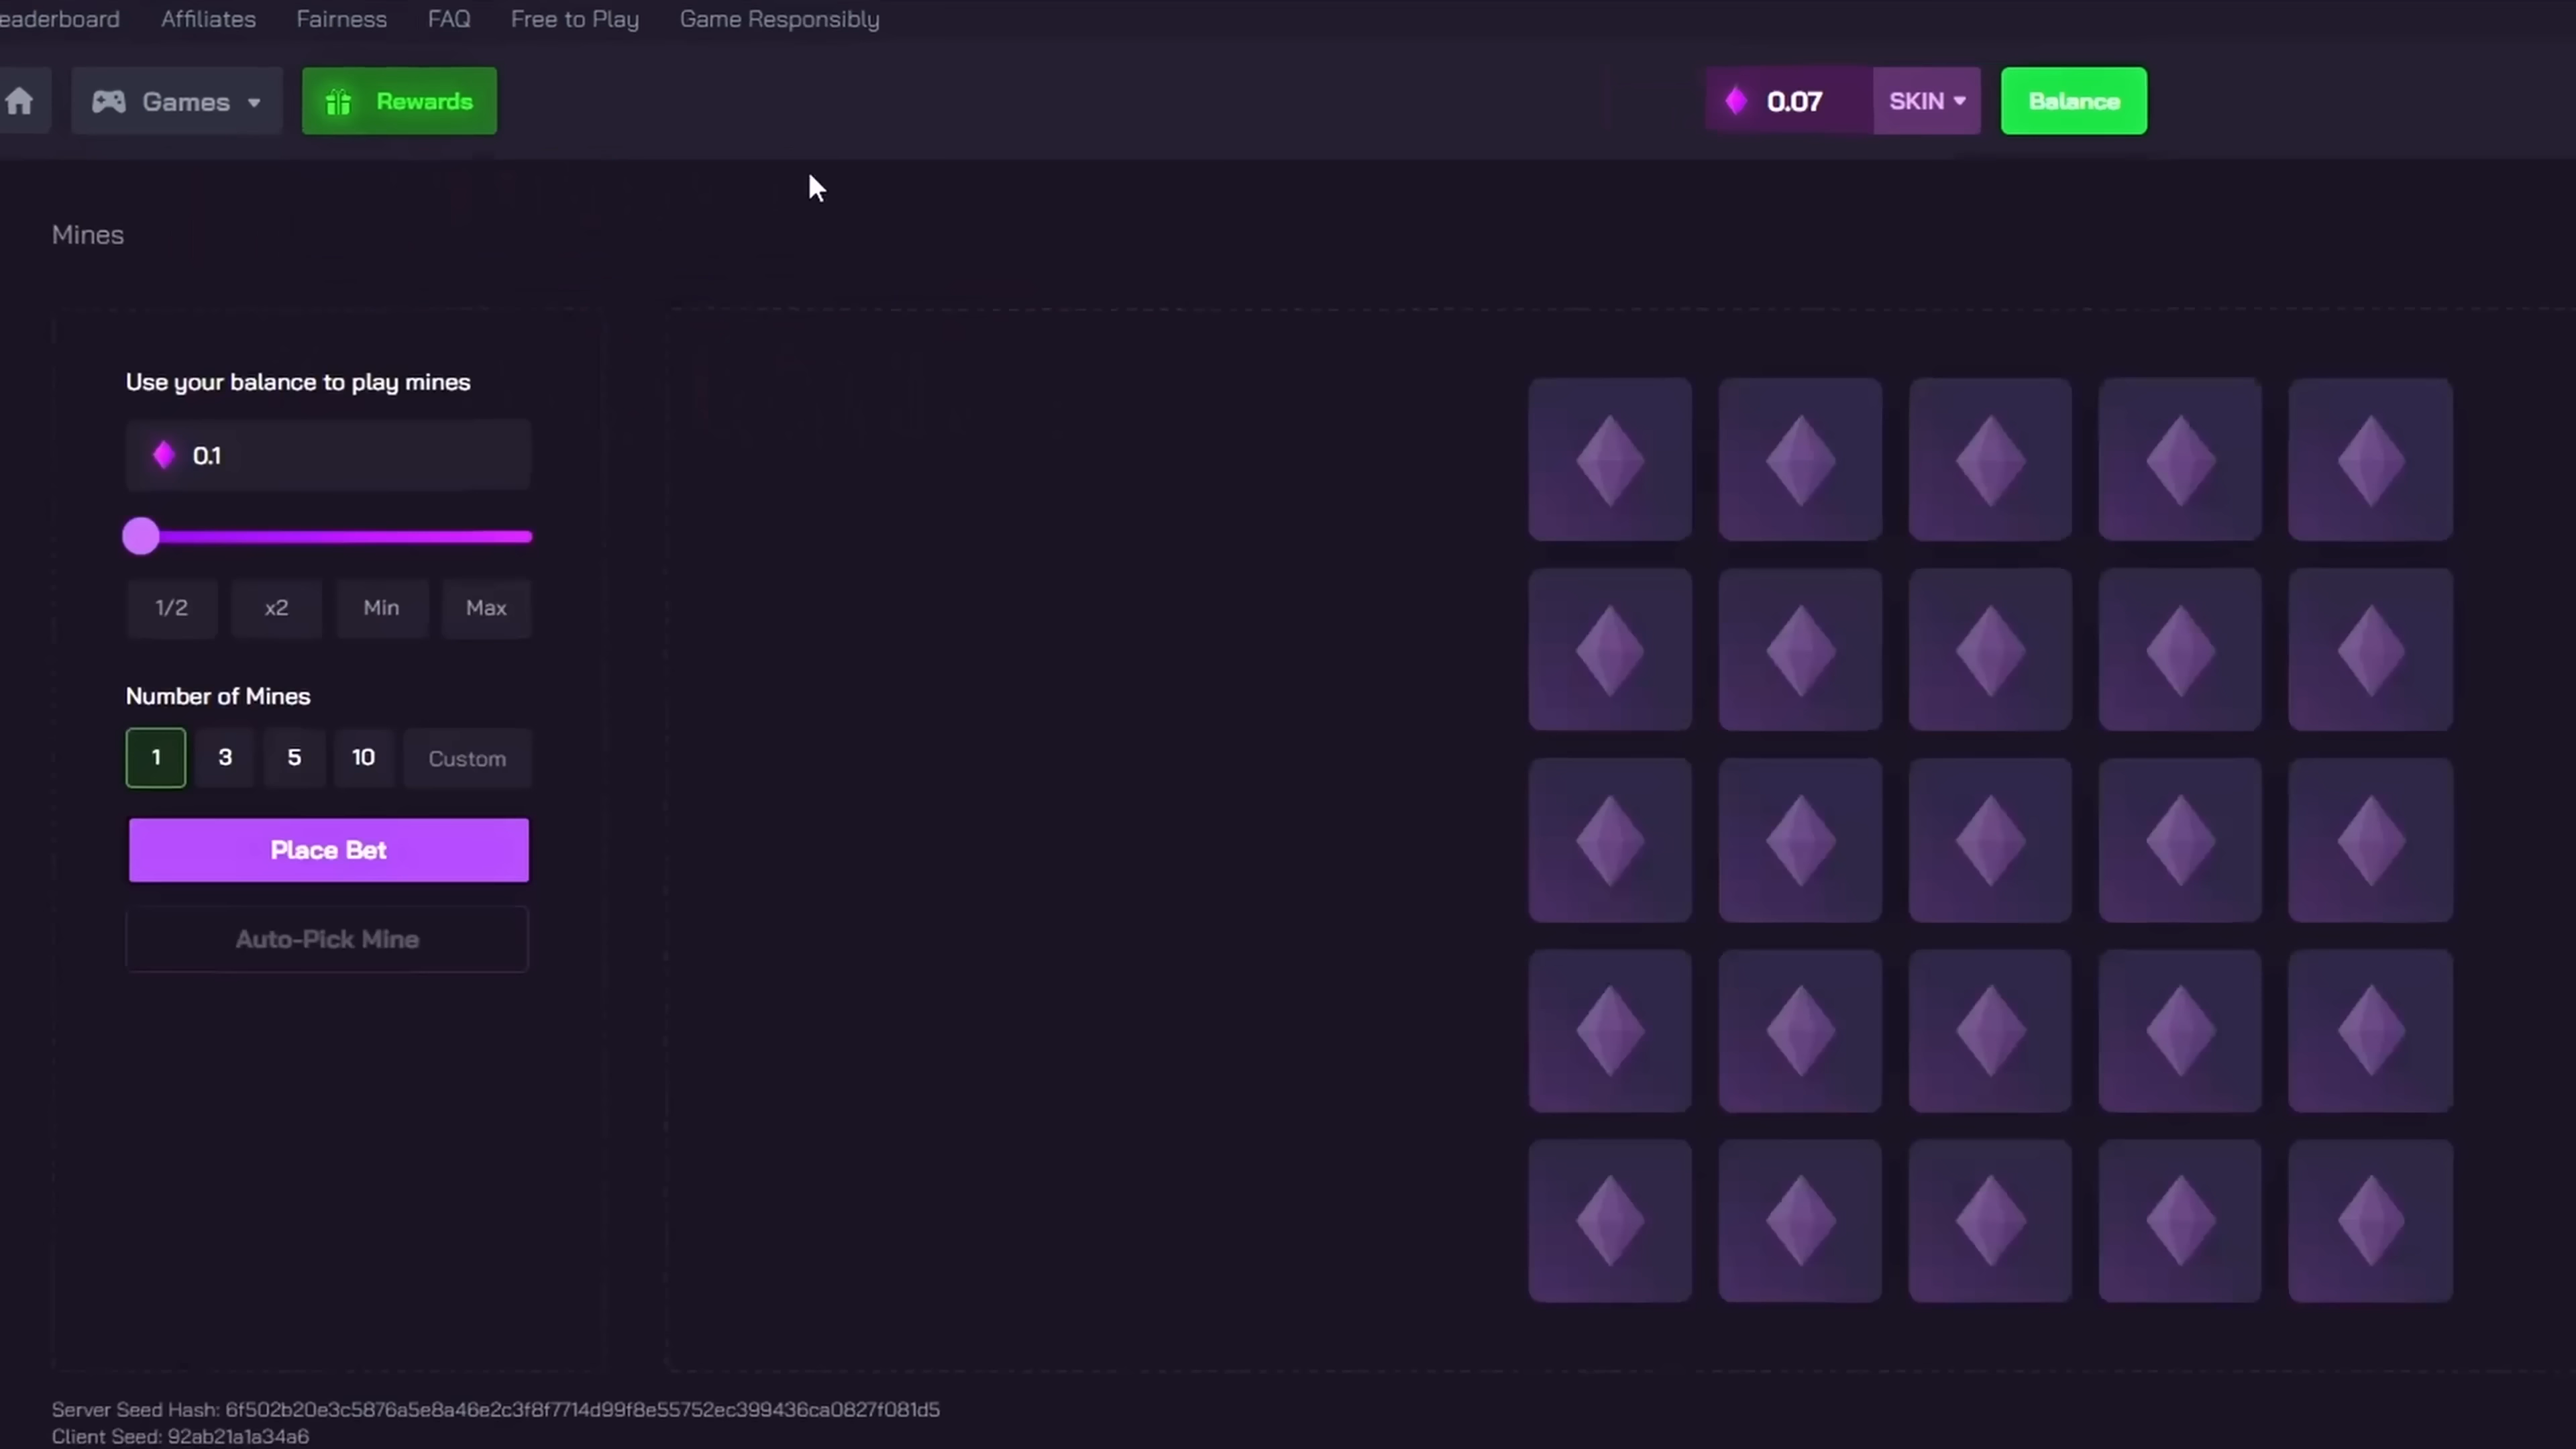 eaderboard Affiliates Fairness FAQ Free to Play Game Responsibly
Games Rewards 0.07 SKIN Balance
Mines
Use your balance to play mines
0.1
1/2 x2 Min Max
Number of Mines
1 3 5 10 Custom
Place Bet
Auto-Pick Mine
Server Seed Hash: 6f502b20e3c5876a5e8a46e2c3f8f7714d99f8e55752ec399436ca0827f081d5
Client Seed: 92ab21a1a34a6